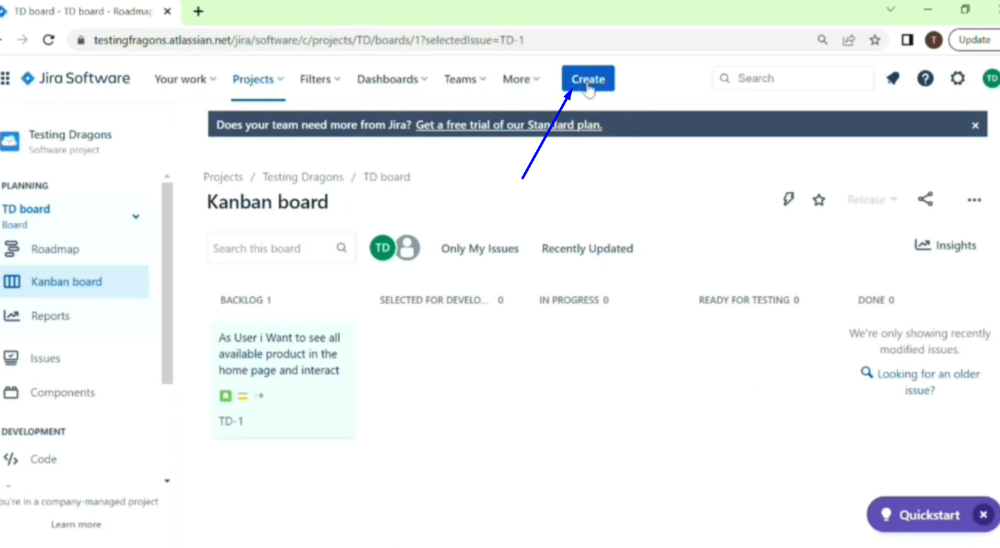 TD board - TD board - Roadmap
testingfragons.atlassian.net/jira/software/c/projects/TD/boards/1?selectedIssue=TD-1
T
Update
Jira Software
Your work
Projects
Filters
Dashboards
Teams
More
Create
Search
TD
Does your team need more from Jira? Get a free trial of our Standard plan.
Testing Dragons
Software project
PLANNING
TD board
Board
Roadmap
Kanban board
Reports
Issues
Components
DEVELOPMENT
Code
ou're in a company-managed project
Learn more
Projects / Testing Dragons / TD board
Kanban board
Release
Search this board
TD
Only My Issues
Recently Updated
Insights
BACKLOG 1
SELECTED FOR DEVELO... 0
IN PROGRESS 0
READY FOR TESTING 0
DONE 0
As User i Want to see all
available product in the
home page and interact
TD-1
We're only showing recently
modified issues.
Looking for an older
issue?
Quickstart